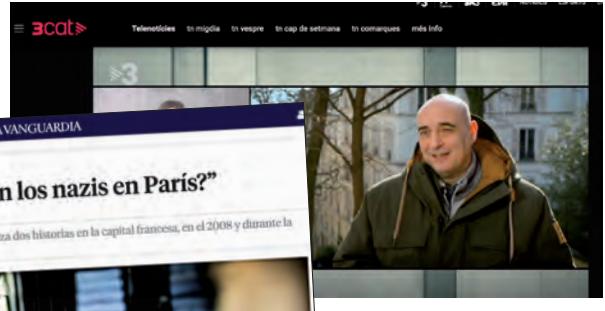 3cat
Telenotícies tn migdia tn vespre tn cap de setmana tn comarques més info
3
VANGUARDIA
n los nazis en París?”
za dos historias en la capital francesa, en el 2008 y durante la